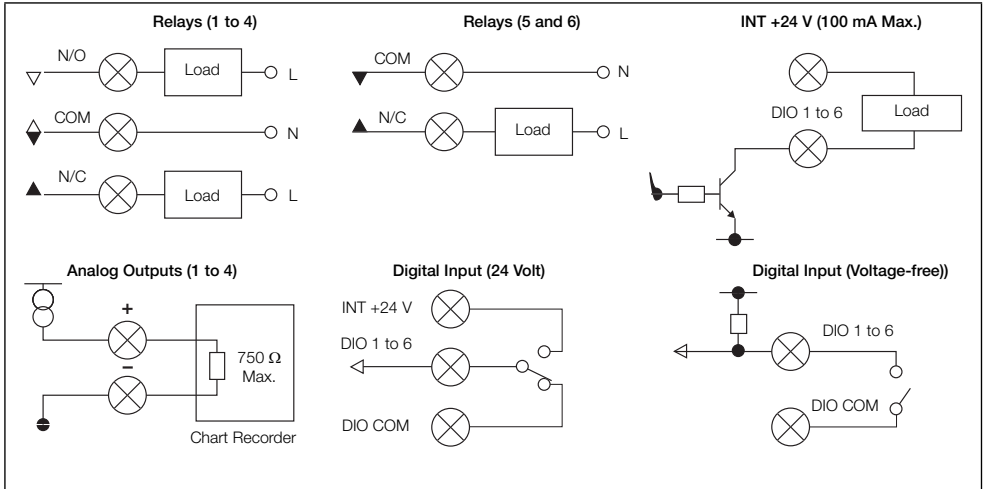 Relays (1 to 4)
N/O
Load
L
COM
N
N/C
Load
L
Relays (5 and 6)
COM
N
N/C
Load
L
INT +24 V (100 mA Max.)
DIO 1 to 6
Load
Analog Outputs (1 to 4)
+
–
750 Ω
Max.
Chart Recorder
Digital Input (24 Volt)
INT +24 V
DIO 1 to 6
DIO COM
Digital Input (Voltage-free))
DIO 1 to 6
DIO COM